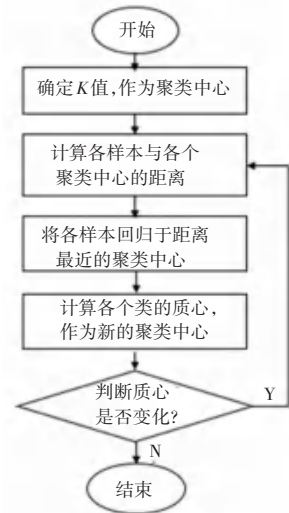 开始
确定K值,作为聚类中心
计算各样本与各个
聚类中心的距离
将各样本回归于距离
最近的聚类中心
计算各个类的质心,
作为新的聚类中心
判断质心
是否变化?
Y
N
结束